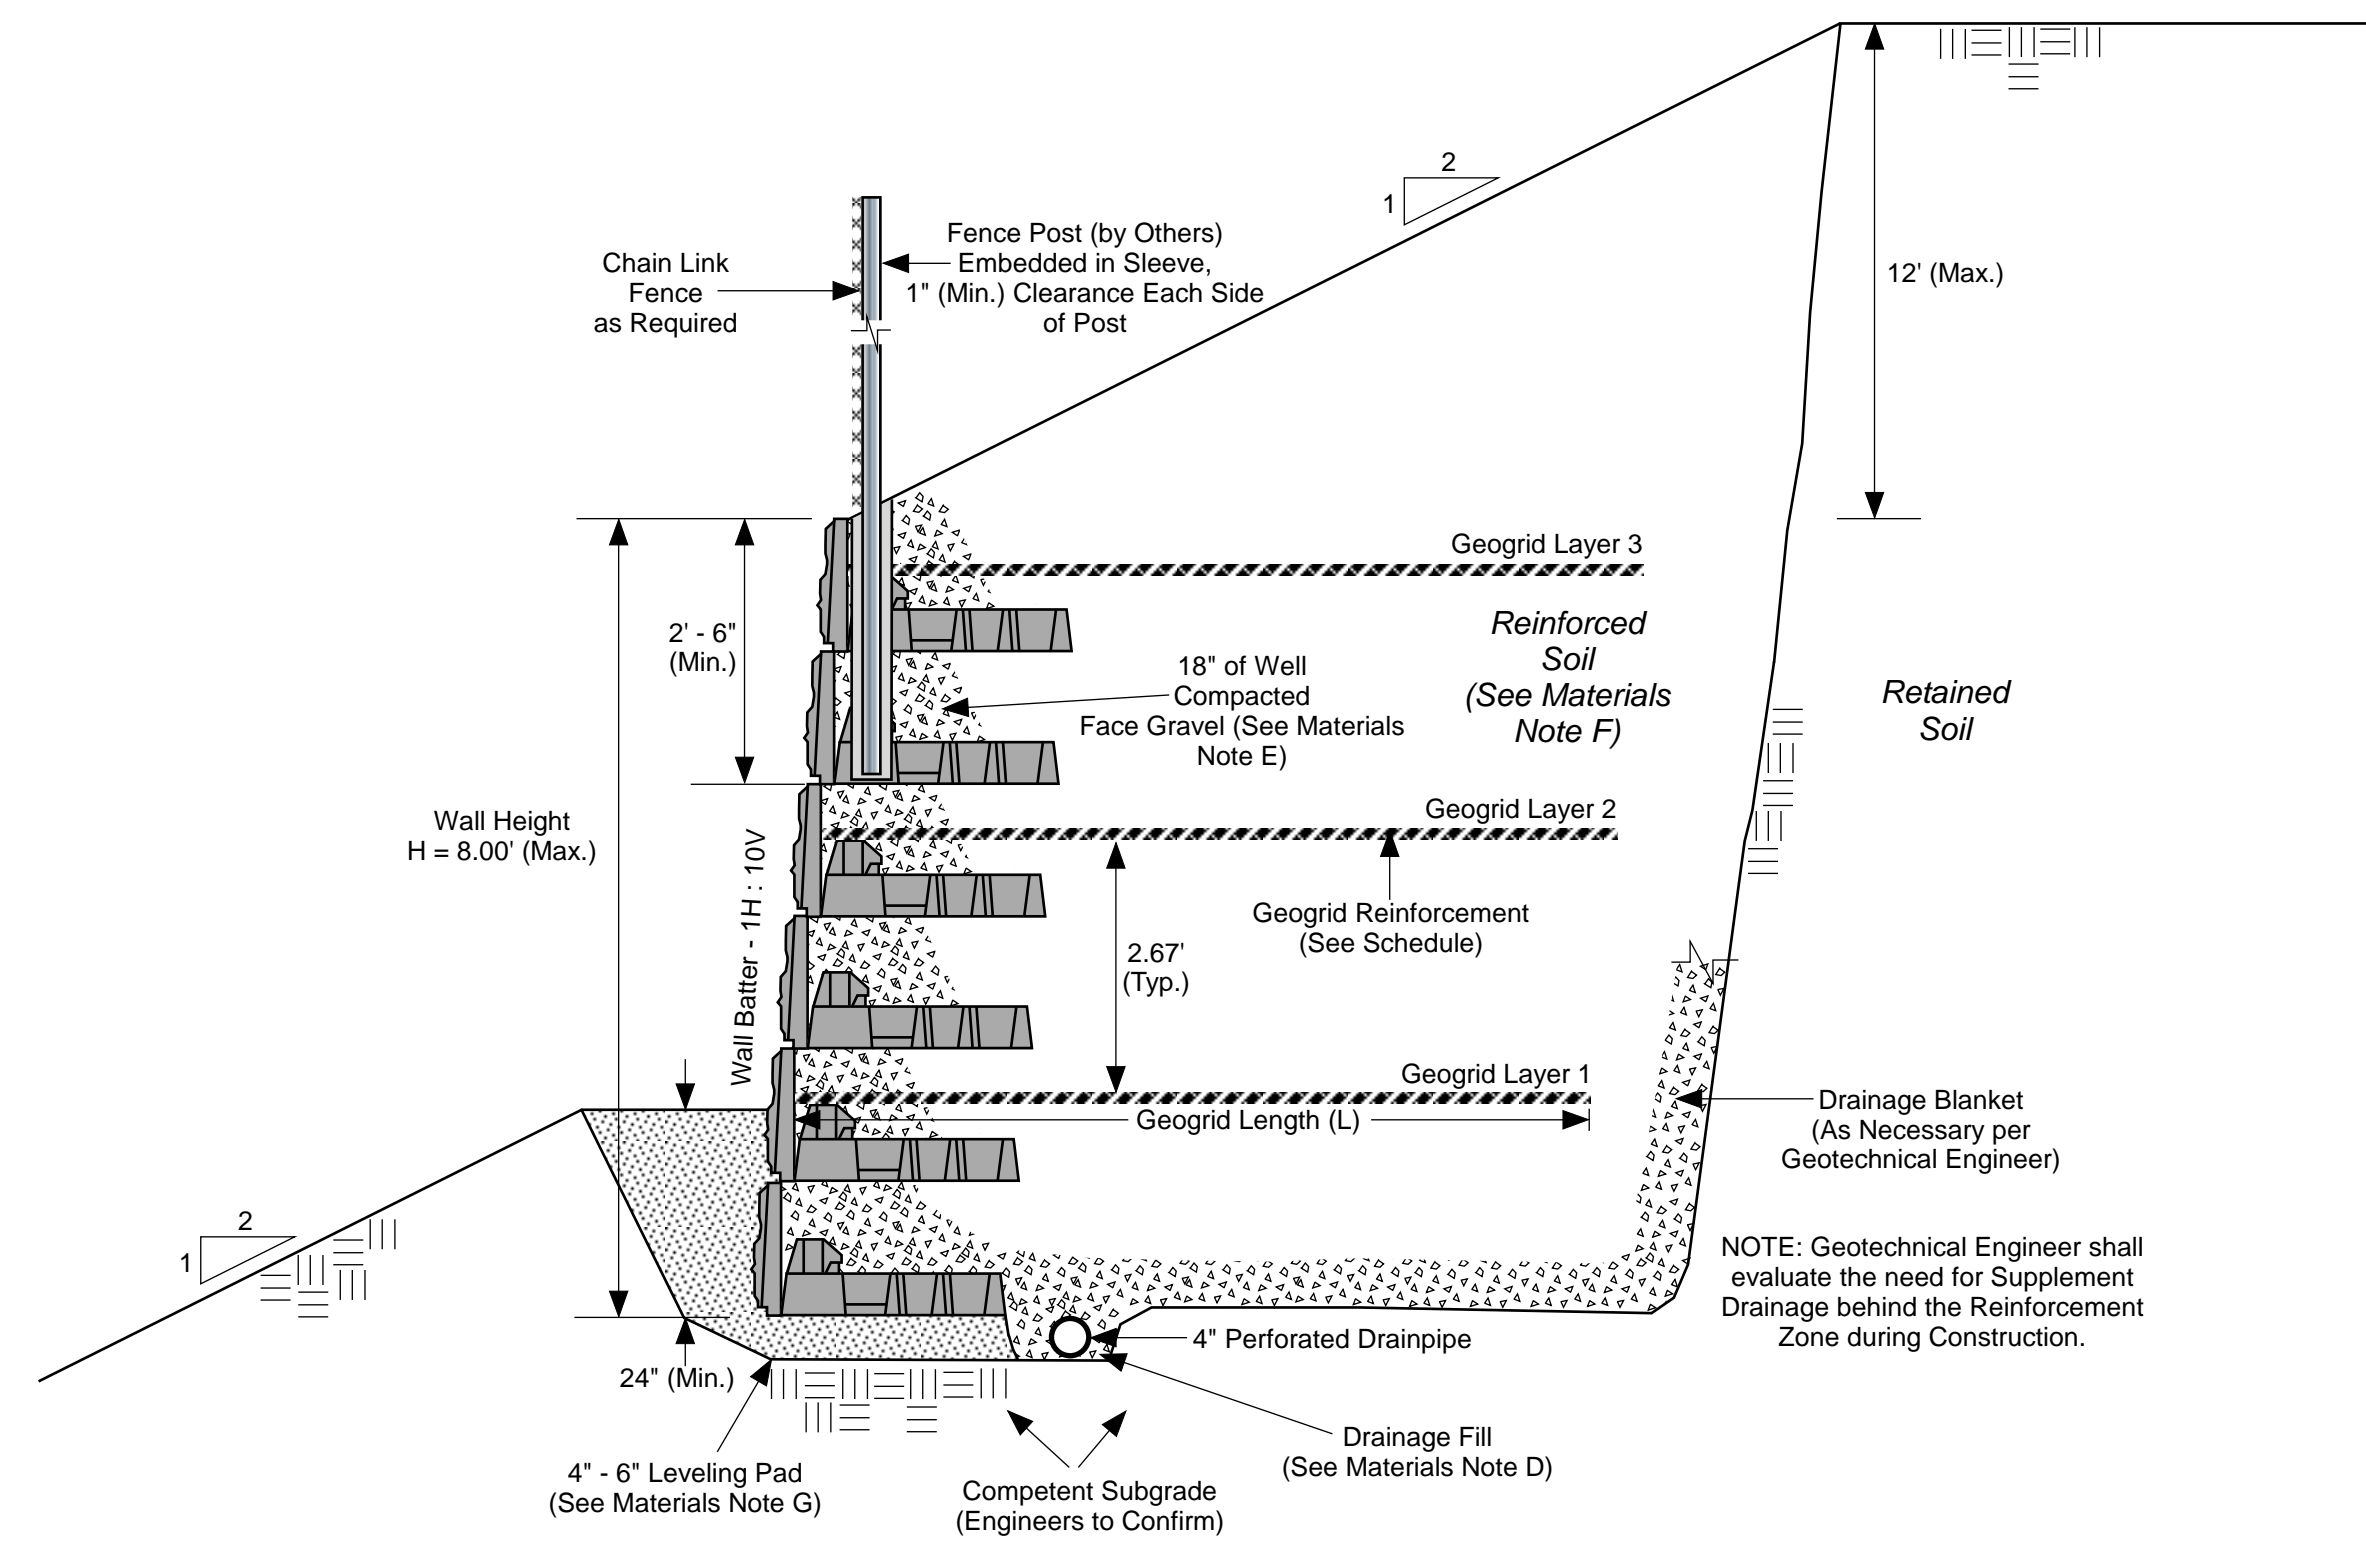 2
1
12' (Max.)
Chain Link
Fence
as Required
Fence Post (by Others)
Embedded in Sleeve,
1" (Min.) Clearance Each Side
of Post
Geogrid Layer 3
2' - 6"
(Min.)
18" of Well
Compacted
Face Gravel (See Materials
Note E)
Reinforced
Soil
(See Materials
Note F)
Retained
Soil
Wall Height
H = 8.00' (Max.)
Wall Batter - 1H : 10V
Geogrid Layer 2
Geogrid Reinforcement
(See Schedule)
2.67'
(Typ.)
Geogrid Layer 1
Geogrid Length (L)
Drainage Blanket
(As Necessary per
Geotechnical Engineer)
2
1
NOTE: Geotechnical Engineer shall
evaluate the need for Supplement
Drainage behind the Reinforcement
Zone during Construction.
4" Perforated Drainpipe
24" (Min.)
4" - 6" Leveling Pad
(See Materials Note G)
Competent Subgrade
(Engineers to Confirm)
Drainage Fill
(See Materials Note D)